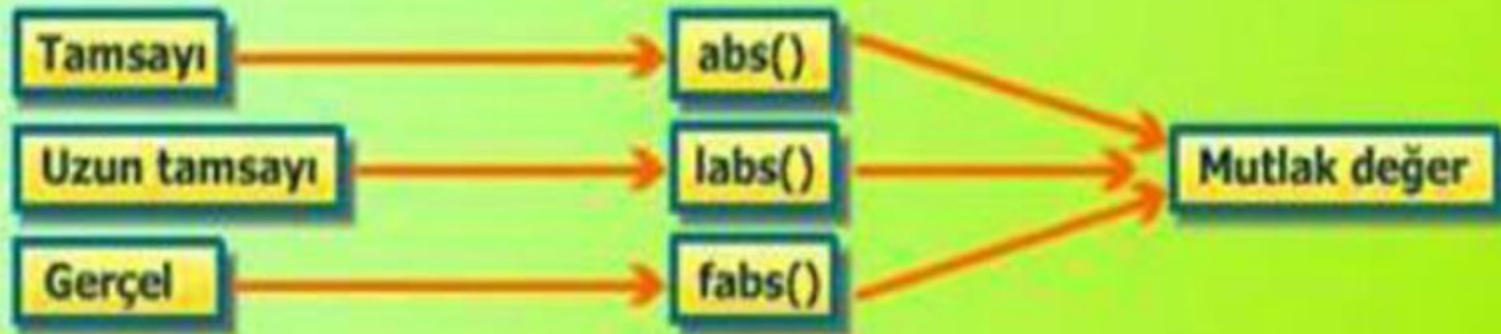 Tamsayı
abs()
Uzun tamsayı
labs()
Mutlak değer
Gerçel
fabs()